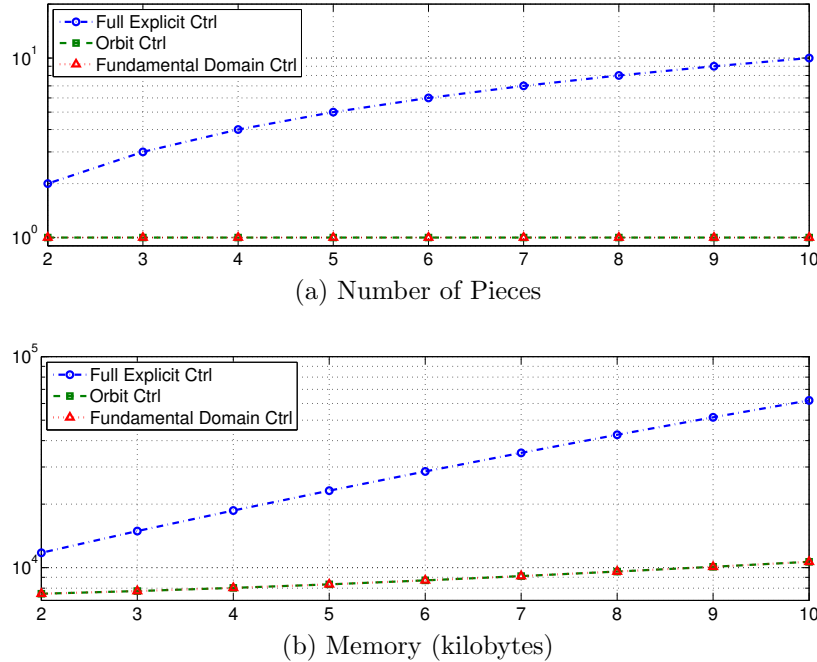 10^1
10^0
Full Explicit Ctrl
Orbit Ctrl
Fundamental Domain Ctrl
2 3 4 5 6 7 8 9 10
(a) Number of Pieces
10^5
10^4
Full Explicit Ctrl
Orbit Ctrl
Fundamental Domain Ctrl
2 3 4 5 6 7 8 9 10
(b) Memory (kilobytes)